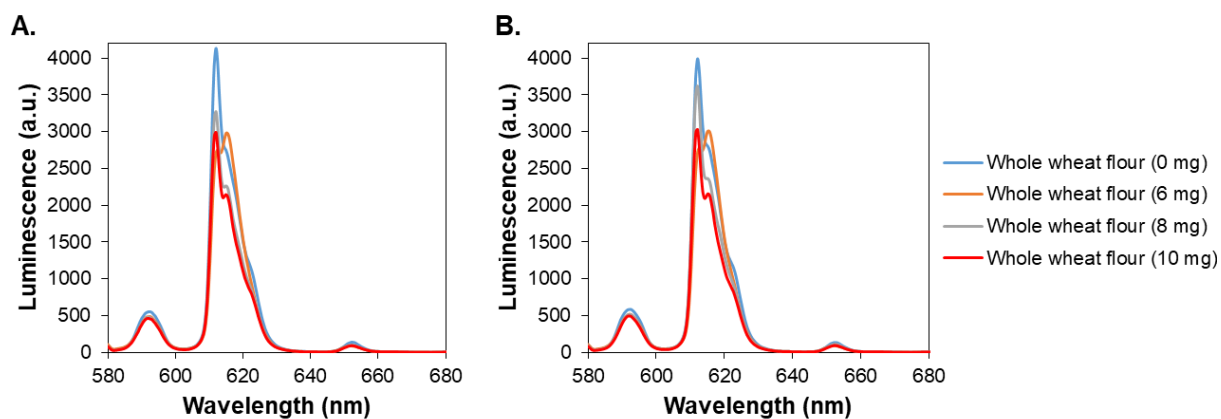 A.
B.
4000
3500
3000
2500
2000
1500
1000
500
0
Luminescence (a.u.)
580 600 620 640 660 680
Wavelength (nm)
4000
3500
3000
2500
2000
1500
1000
500
0
Luminescence (a.u.)
580 600 620 640 660 680
Wavelength (nm)
Whole wheat flour (0 mg)
Whole wheat flour (6 mg)
Whole wheat flour (8 mg)
Whole wheat flour (10 mg)